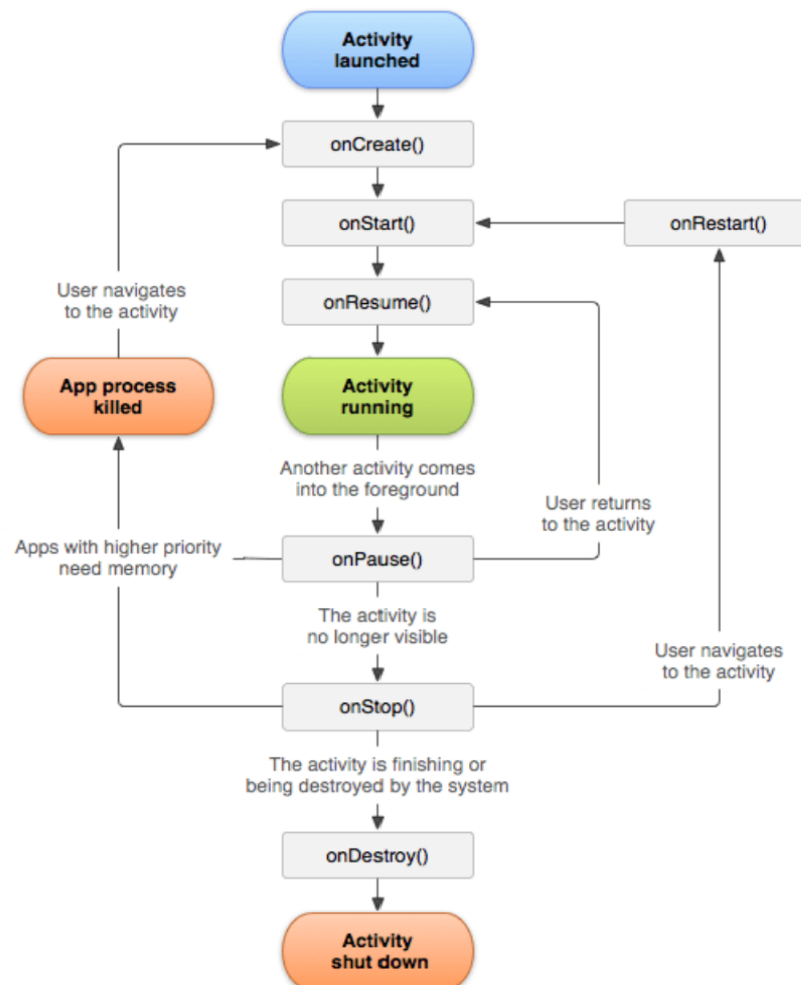 Activity
launched
onCreate()
onStart()
onRestart()
User navigates
to the activity
onResume()
App process
killed
Activity
running
Another activity comes
into the foreground
User returns
to the activity
Apps with higher priority
need memory
onPause()
The activity is
no longer visible
User navigates
to the activity
onStop()
The activity is finishing or
being destroyed by the system
onDestroy()
Activity
shut down